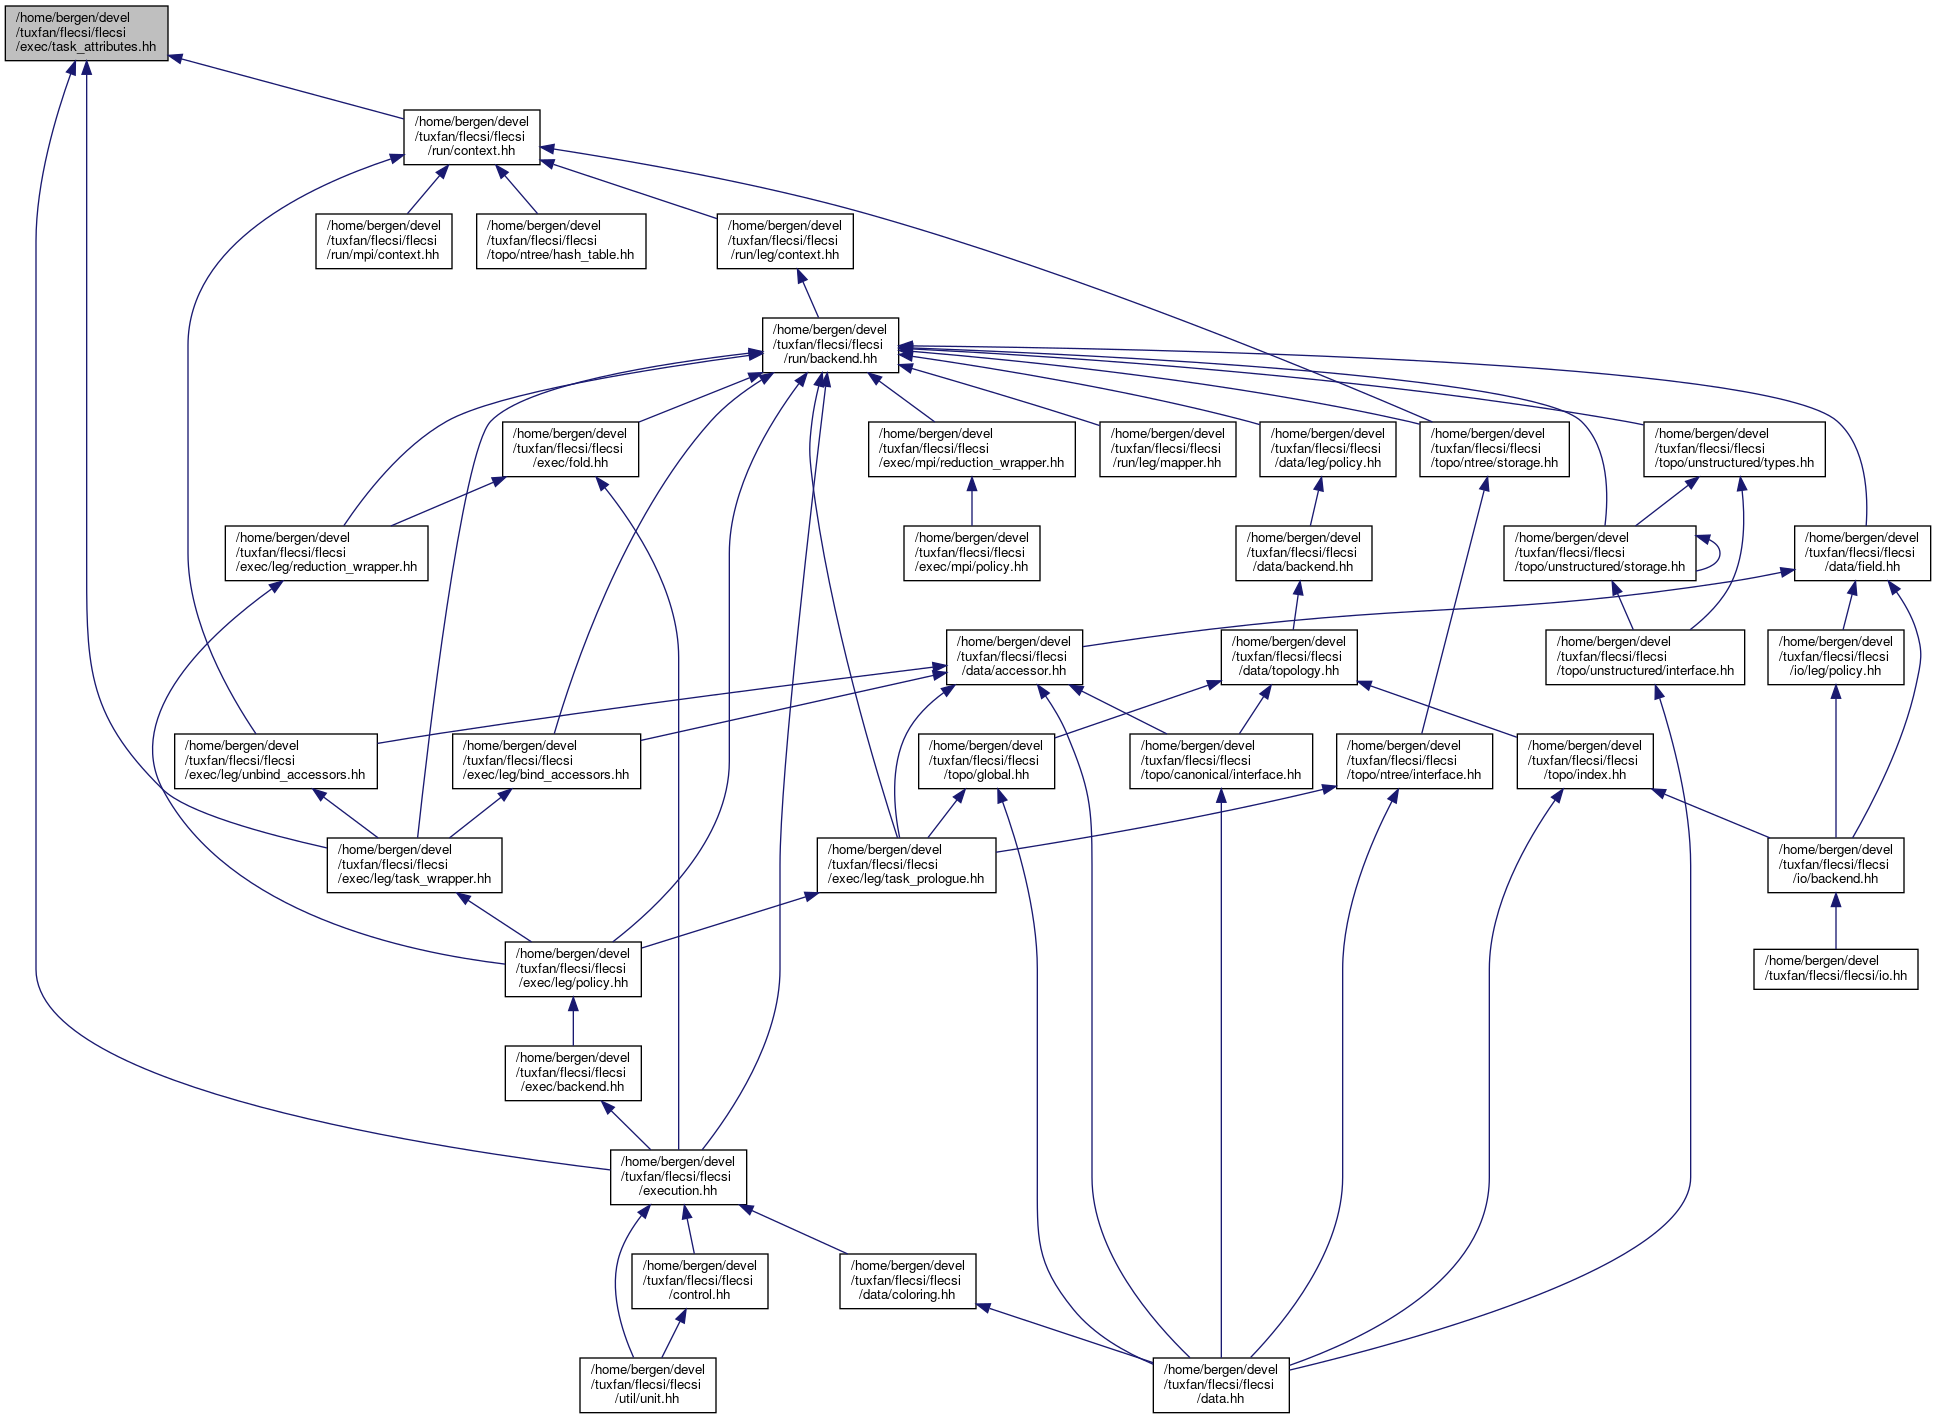 /home/bergen/devel
/tuxfan/flecsi/flecsi
/exec/task_attributes.hh
/home/bergen/devel
/tuxfan/flecsi/flecsi
/run/context.hh
/home/bergen/devel
/tuxfan/flecsi/flecsi
/run/mpi/context.hh
/home/bergen/devel
/tuxfan/flecsi/flecsi
/topo/ntree/hash_table.hh
/home/bergen/devel
/tuxfan/flecsi/flecsi
/run/leg/context.hh
/home/bergen/devel
/tuxfan/flecsi/flecsi
/run/backend.hh
/home/bergen/devel
/tuxfan/flecsi/flecsi
/exec/fold.hh
/home/bergen/devel
/tuxfan/flecsi/flecsi
/exec/mpi/reduction_wrapper.hh
/home/bergen/devel
/tuxfan/flecsi/flecsi
/run/leg/mapper.hh
/home/bergen/devel
/tuxfan/flecsi/flecsi
/data/leg/policy.hh
/home/bergen/devel
/tuxfan/flecsi/flecsi
/topo/ntree/storage.hh
/home/bergen/devel
/tuxfan/flecsi/flecsi
/topo/unstructured/types.hh
/home/bergen/devel
/tuxfan/flecsi/flecsi
/exec/leg/reduction_wrapper.hh
/home/bergen/devel
/tuxfan/flecsi/flecsi
/exec/mpi/policy.hh
/home/bergen/devel
/tuxfan/flecsi/flecsi
/data/backend.hh
/home/bergen/devel
/tuxfan/flecsi/flecsi
/topo/unstructured/storage.hh
/home/bergen/devel
/tuxfan/flecsi/flecsi
/data/field.hh
/home/bergen/devel
/tuxfan/flecsi/flecsi
/data/accessor.hh
/home/bergen/devel
/tuxfan/flecsi/flecsi
/data/topology.hh
/home/bergen/devel
/tuxfan/flecsi/flecsi
/topo/unstructured/interface.hh
/home/bergen/devel
/tuxfan/flecsi/flecsi
/io/leg/policy.hh
/home/bergen/devel
/tuxfan/flecsi/flecsi
/exec/leg/unbind_accessors.hh
/home/bergen/devel
/tuxfan/flecsi/flecsi
/exec/leg/bind_accessors.hh
/home/bergen/devel
/tuxfan/flecsi/flecsi
/topo/global.hh
/home/bergen/devel
/tuxfan/flecsi/flecsi
/topo/canonical/interface.hh
/home/bergen/devel
/tuxfan/flecsi/flecsi
/topo/ntree/interface.hh
/home/bergen/devel
/tuxfan/flecsi/flecsi
/topo/index.hh
/home/bergen/devel
/tuxfan/flecsi/flecsi
/exec/leg/task_wrapper.hh
/home/bergen/devel
/tuxfan/flecsi/flecsi
/exec/leg/task_prologue.hh
/home/bergen/devel
/tuxfan/flecsi/flecsi
/io/backend.hh
/home/bergen/devel
/tuxfan/flecsi/flecsi
/exec/leg/policy.hh
/home/bergen/devel
/tuxfan/flecsi/flecsi/io.hh
/home/bergen/devel
/tuxfan/flecsi/flecsi
/exec/backend.hh
/home/bergen/devel
/tuxfan/flecsi/flecsi
/execution.hh
/home/bergen/devel
/tuxfan/flecsi/flecsi
/control.hh
/home/bergen/devel
/tuxfan/flecsi/flecsi
/data/coloring.hh
/home/bergen/devel
/tuxfan/flecsi/flecsi
/util/unit.hh
/home/bergen/devel
/tuxfan/flecsi/flecsi
/data.hh